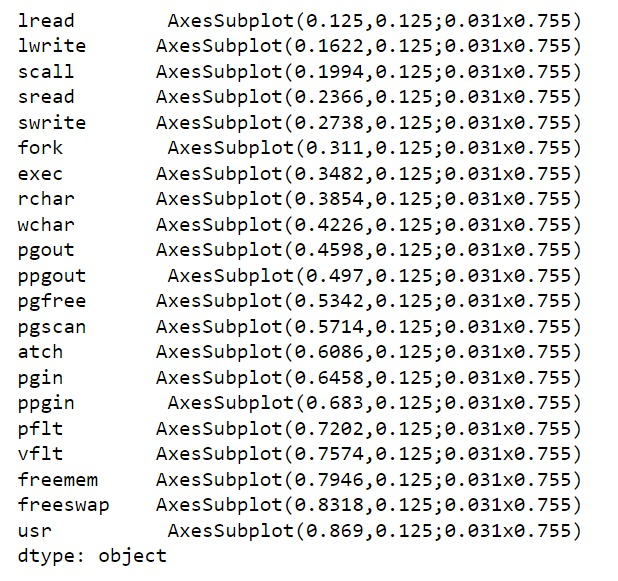 lread AxesSubplot(0.125,0.125;0.031x0.755)
lwrite AxesSubplot(0.1622,0.125;0.031x0.755)
scall AxesSubplot(0.1994,0.125;0.031x0.755)
sread AxesSubplot(0.2366,0.125;0.031x0.755)
swrite AxesSubplot(0.2738,0.125;0.031x0.755)
fork AxesSubplot(0.311,0.125;0.031x0.755)
exec AxesSubplot(0.3482,0.125;0.031x0.755)
rchar AxesSubplot(0.3854,0.125;0.031x0.755)
wchar AxesSubplot(0.4226,0.125;0.031x0.755)
pgout AxesSubplot(0.4598,0.125;0.031x0.755)
ppgout AxesSubplot(0.497,0.125;0.031x0.755)
pgfree AxesSubplot(0.5342,0.125;0.031x0.755)
pgscan AxesSubplot(0.5714,0.125;0.031x0.755)
atch AxesSubplot(0.6086,0.125;0.031x0.755)
pgin AxesSubplot(0.6458,0.125;0.031x0.755)
ppgin AxesSubplot(0.683,0.125;0.031x0.755)
pflt AxesSubplot(0.7202,0.125;0.031x0.755)
vflt AxesSubplot(0.7574,0.125;0.031x0.755)
freemem AxesSubplot(0.7946,0.125;0.031x0.755)
freeswap AxesSubplot(0.8318,0.125;0.031x0.755)
usr AxesSubplot(0.869,0.125;0.031x0.755)
dtype: object